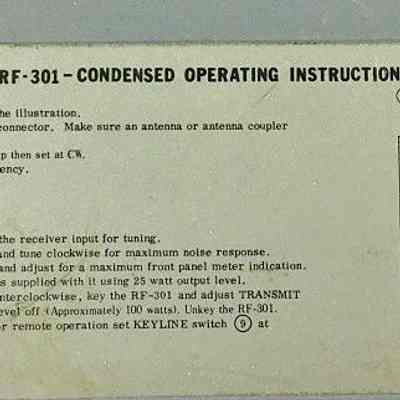 RF-301 - CONDENSED OPERATING INSTRUCTION
he illustration.
connector. Make sure an antenna or antenna coupler
p then set at CW.
ency.
the receiver input for tuning.
and tune clockwise for maximum noise response.
and adjust for a maximum front panel meter indication.
s supplied with it using 25 watt output level.
nterclockwise, key the RF-301 and adjust TRANSMIT
evel off (Approximately 100 watts). Unkey the RF-301.
or remote operation set KEYLINE switch 9 at